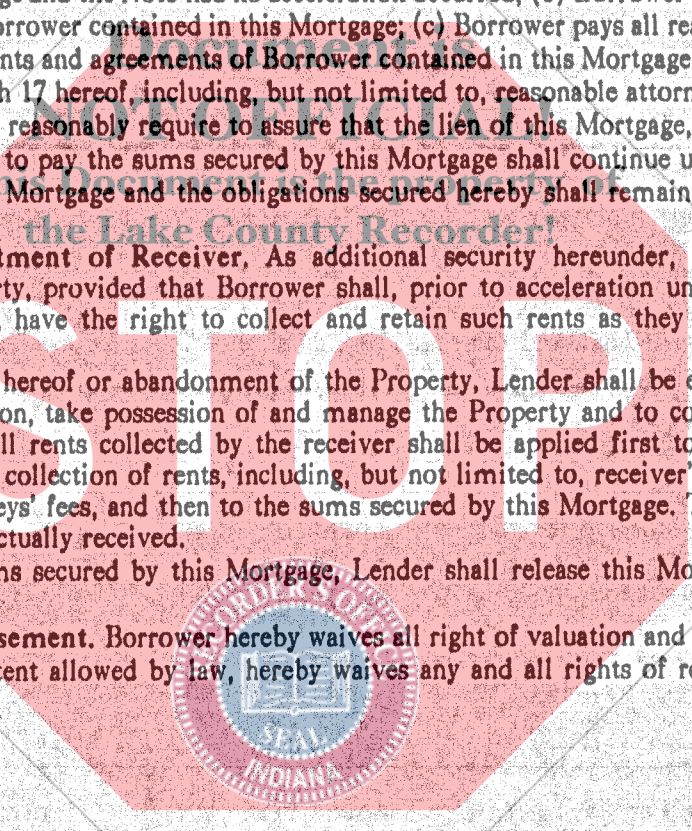 orrower contained in this Mortgage; (c) Borrower pays all re
Document is
nts and agreements of Borrower contained in this Mortgage
h 17 hereof, including, but not limited to, reasonable attorn
NOT OFFICIAL!
reasonably require to assure that the lien of this Mortgage,
to pay the sums secured by this Mortgage shall continue u
This Document is the property of
Mortgage and the obligations secured hereby shall remain
the Lake County Recorder!
tment of Receiver. As additional security hereunder,
ty, provided that Borrower shall, prior to acceleration un
have the right to collect and retain such rents as they
STOP
hereof or abandonment of the Property, Lender shall be e
on, take possession of and manage the Property and to co
ll rents collected by the receiver shall be applied first to
collection of rents, including, but not limited to, receiver
eys' fees, and then to the sums secured by this Mortgage.
ctually received.
ms secured by this Mortgage, Lender shall release this Mo
RECORDER'S OFFICE
sement. Borrower hereby waives all right of valuation and
tent allowed by law, hereby waives any and all rights of re
SEAL
INDIANA